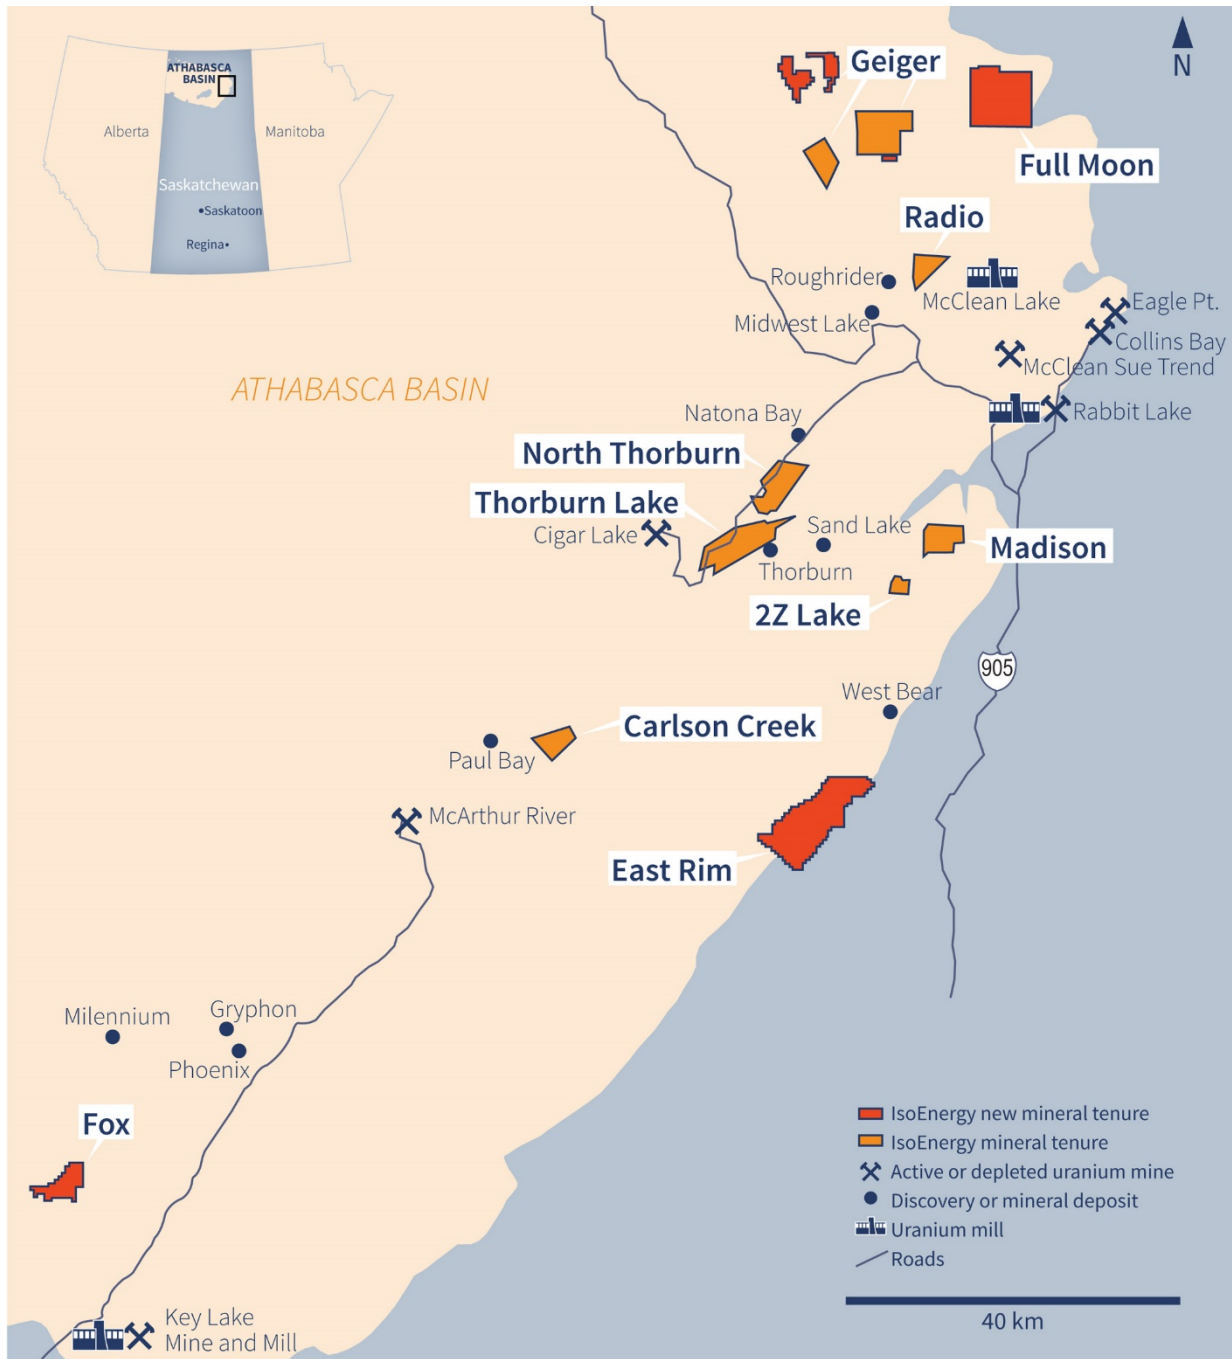 ATHABASCA
BASIN
Alberta
Manitoba
Saskatchewan
Saskatoon
Regina
N
Geiger
Full Moon
Radio
Roughrider
McClean Lake
Midwest Lake
Eagle Pt.
Collins Bay
McClean Sue Trend
ATHABASCA BASIN
Natona Bay
Rabbit Lake
North Thorburn
Thorburn Lake
Cigar Lake
Sand Lake
Thorburn
Madison
2Z Lake
905
West Bear
Carlson Creek
Paul Bay
McArthur River
East Rim
Milennium
Gryphon
Phoenix
Fox
Key Lake
Mine and Mill
IsoEnergy new mineral tenure
IsoEnergy mineral tenure
Active or depleted uranium mine
Discovery or mineral deposit
Uranium mill
Roads
40 km